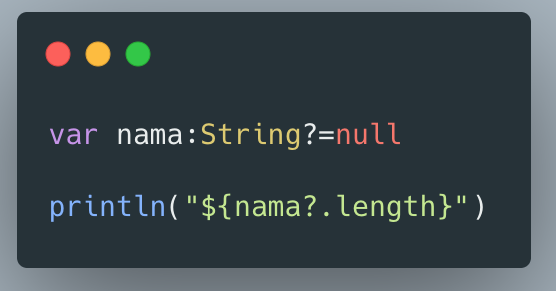 var nama:String?=null
println("${nama?.length}")